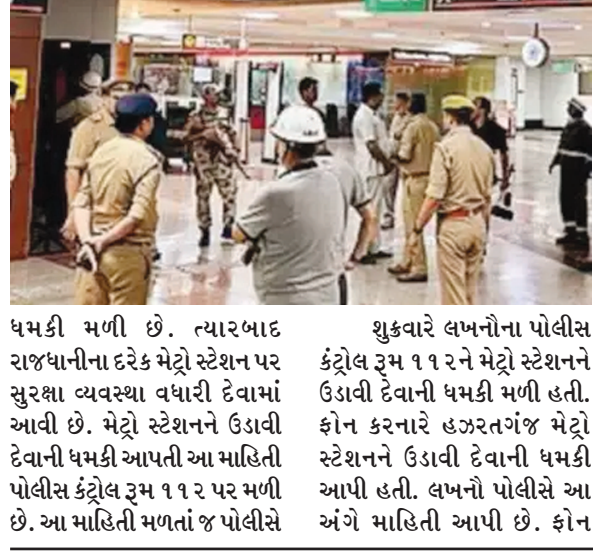 ધમકી મળી છે. ત્યારબાદ
રાજધાનીના દરેક મેટ્રો સ્ટેશન પર
સુરક્ષા વ્યવસ્થા વધારી દેવામાં
આવી છે. મેટ્રો સ્ટેશનને ઉડાવી
દેવાની ધમકી આપતી આ માહિતી
પોલીસ કંટ્રોલ રૂમ ૧૧૨ પર મળી
છે. આ માહિતી મળતાં જ પોલીસે
શુક્રવારે લખનૌના પોલીસ
કંટ્રોલ રૂમ ૧૧૨ને મેટ્રો સ્ટેશનને
ઉડાવી દેવાની ધમકી મળી હતી.
ફોન કરનારે હઝરતગંજ મેટ્રો
સ્ટેશનને ઉડાવી દેવાની ધમકી
આપી હતી. લખનૌ પોલીસે આ
અંગે માહિતી આપી છે. ફોન